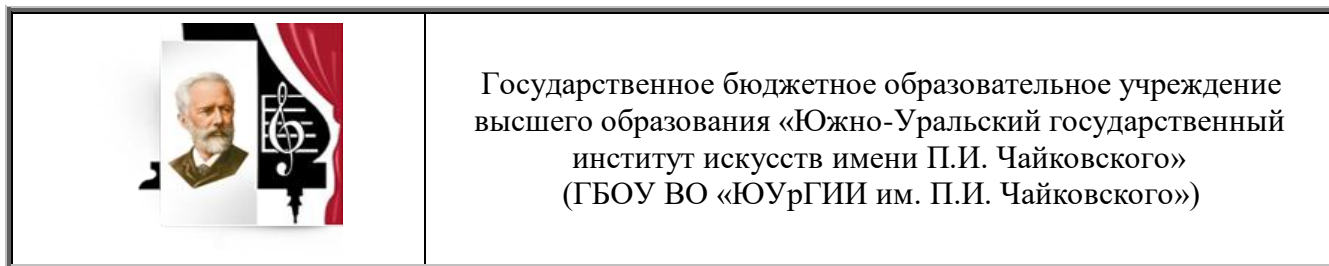 Государственное бюджетное образовательное учреждение
высшего образования «Южно-Уральский государственный
институт искусств имени П.И. Чайковского»
(ГБОУ ВО «ЮУрГИИ им. П.И. Чайковского»)